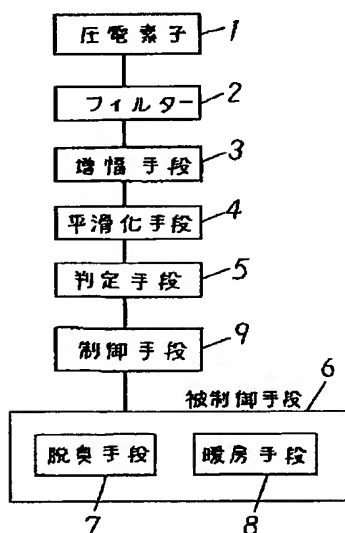 圧電素子 1
フィルター 2
増幅手段 3
平滑化手段 4
判定手段 5
制御手段 9
被制御手段 6
脱臭手段 暖房手段
7 8